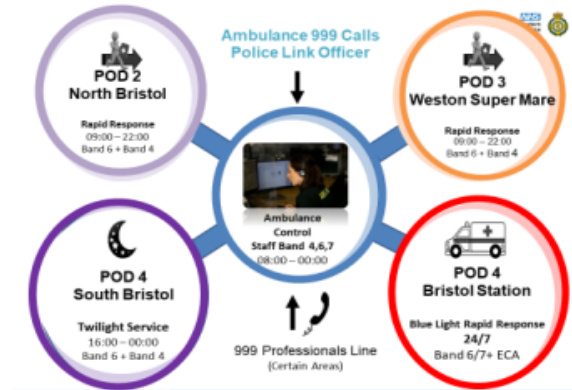 Ambulance 999 Calls
Police Link Officer
POD 2
North Bristol
Rapid Response
09:00 – 22:00
Band 6 + Band 4
POD 3
Weston Super Mare
Rapid Response
09:00 – 22:00
Band 6 + Band 4
Ambulance
Control
Staff Band 4,6,7
08:00 – 00:00
POD 4
South Bristol
Twilight Service
16:00 – 00:00
Band 6 + Band 4
POD 4
Bristol Station
Blue Light Rapid Response
24/7
Band 6/7+ ECA
999 Professionals Line
(Certain Areas)
NHS